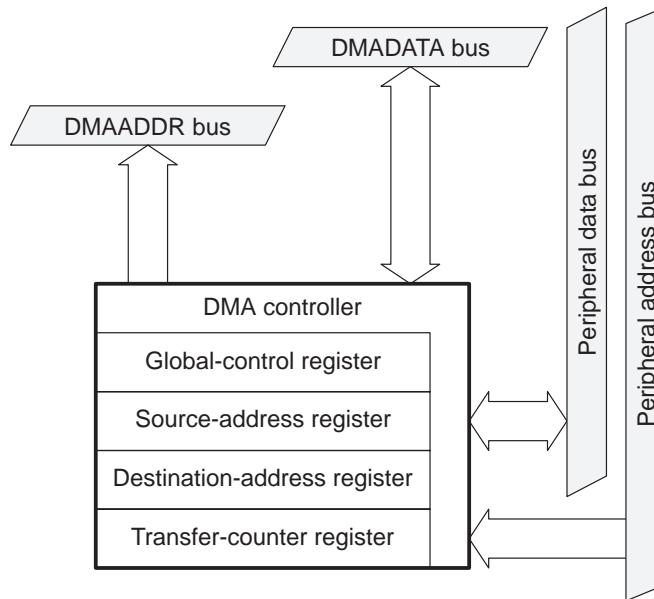 DMADATA bus
DMAADDR bus
Peripheral data bus
Peripheral address bus
DMA controller
Global-control register
Source-address register
Destination-address register
Transfer-counter register